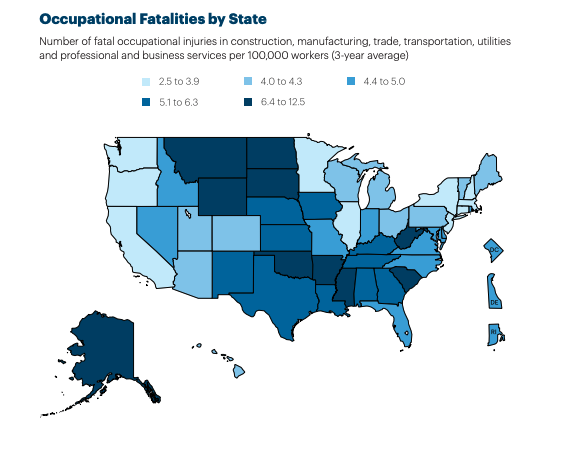 Occupational Fatalities by State
Number of fatal occupational injuries in construction, manufacturing, trade, transportation, utilities
and professional and business services per 100,000 workers (3-year average)
2.5 to 3.9 4.0 to 4.3 4.4 to 5.0
5.1 to 6.3 6.4 to 12.5
DC
DE
RI